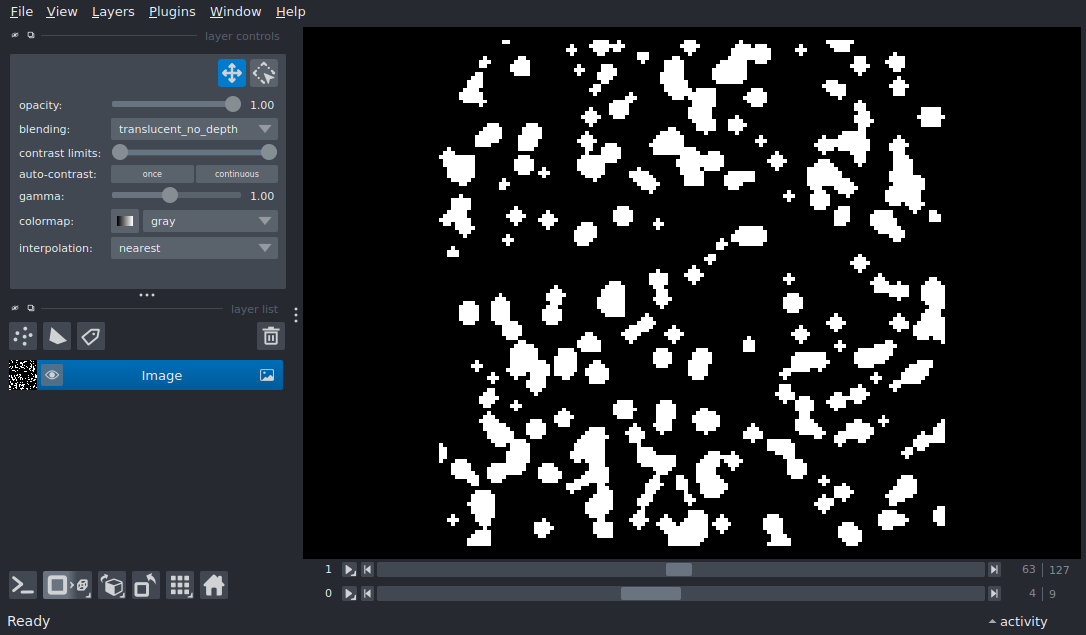 File View Layers Plugins Window Help
layer controls
opacity: 1.00
blending: translucent_no_depth
contrast limits:
auto-contrast: once continuous
gamma: 1.00
colormap: gray
interpolation: nearest
layer list
Image
1 63 127
0 4 9
Ready activity